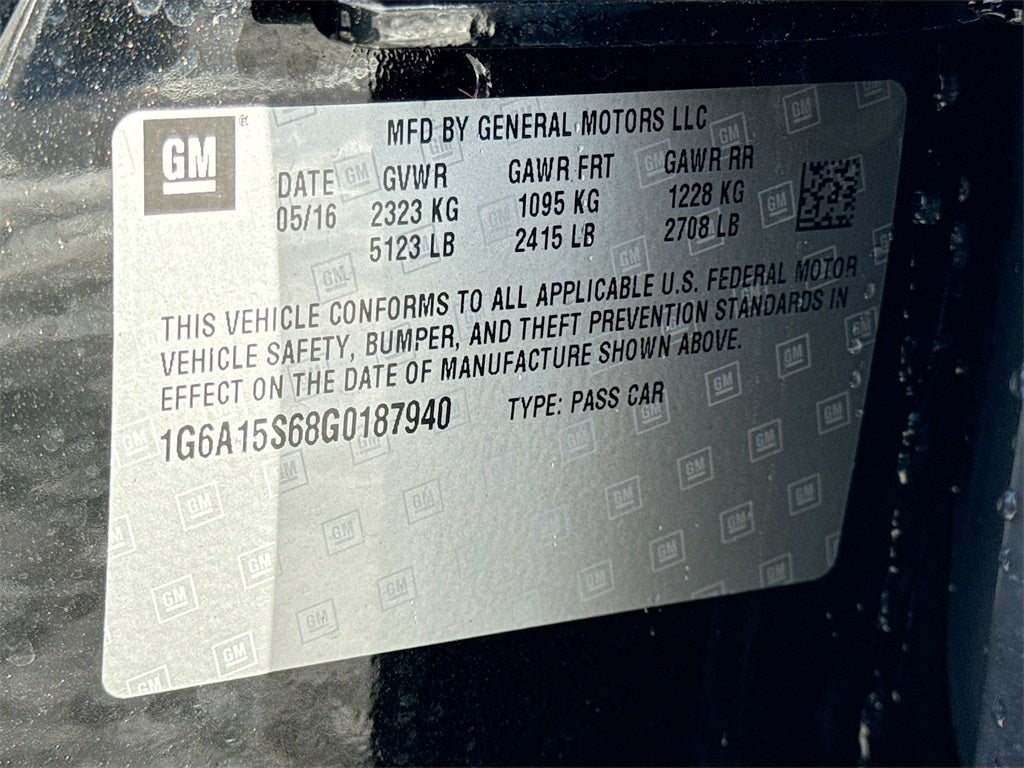 GM
MFD BY GENERAL MOTORS LLC
DATE GVWR GAWR FRT GAWR RR
05/16 2323 KG 1095 KG 1228 KG
5123 LB 2415 LB 2708 LB
THIS VEHICLE CONFORMS TO ALL APPLICABLE U.S. FEDERAL MOTOR
VEHICLE SAFETY, BUMPER, AND THEFT PREVENTION STANDARDS IN
EFFECT ON THE DATE OF MANUFACTURE SHOWN ABOVE.
1G6A15S68G0187940 TYPE: PASS CAR